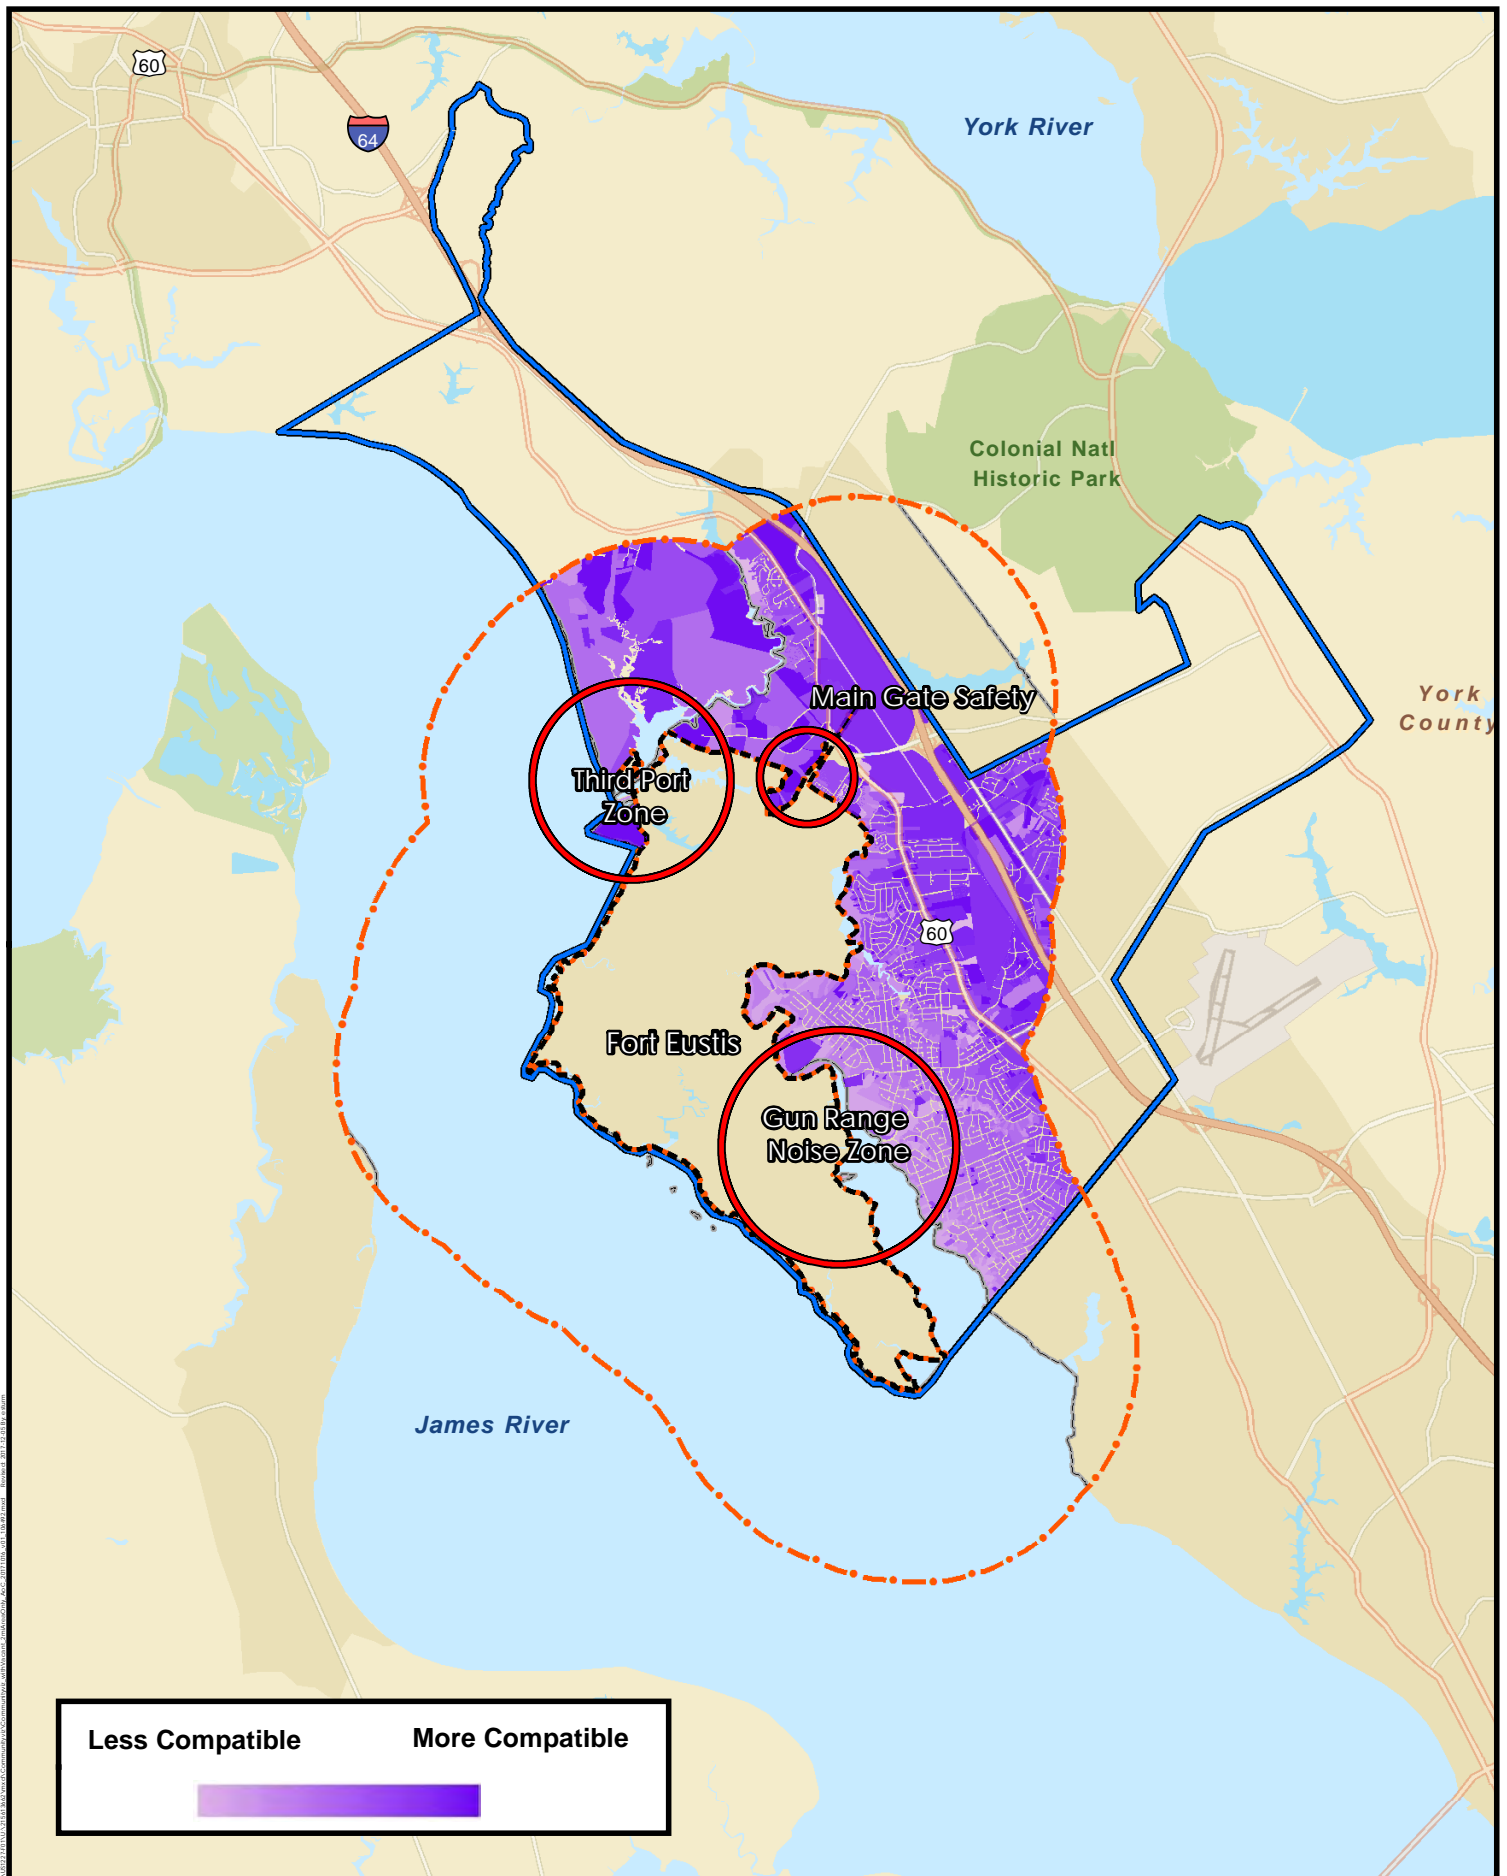 60
64
York River
Colonial Natl
Historic Park
Main Gate Safety
York
County
Third Port
Zone
60
Fort Eustis
Gun Range
Noise Zone
James River
Less Compatible
More Compatible